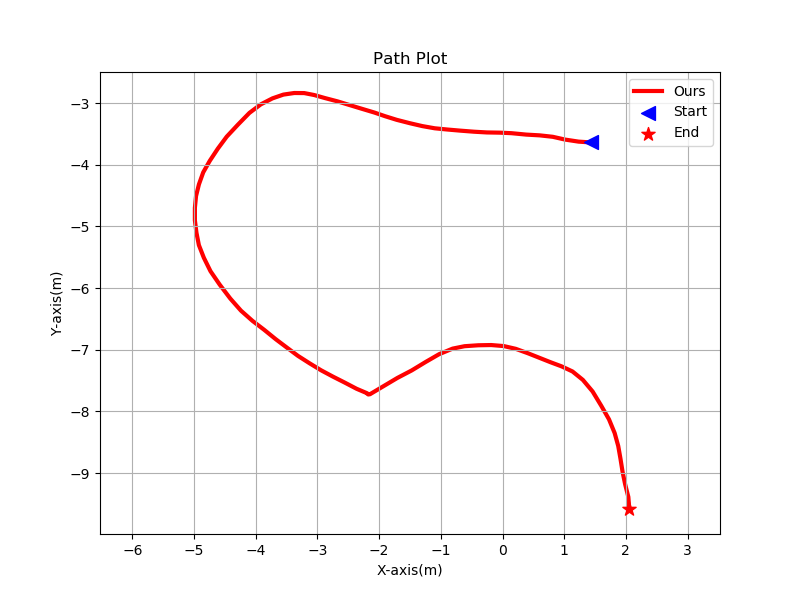 Path Plot
Ours
Start
End
−3
−4
−5
−6
−7
−8
−9
Y-axis(m)
−6 −5 −4 −3 −2 −1 0 1 2 3
X-axis(m)